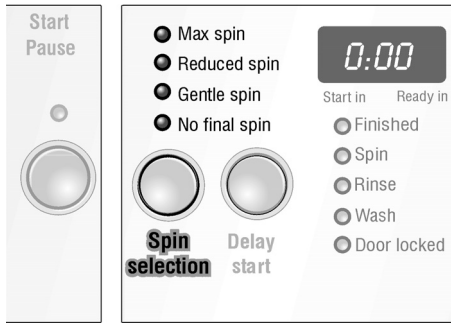 Start
Pause
Max spin
Reduced spin
Gentle spin
No final spin
0:00
Start in Ready in
Finished
Spin
Rinse
Wash
Door locked
Spin
selection
Delay
start